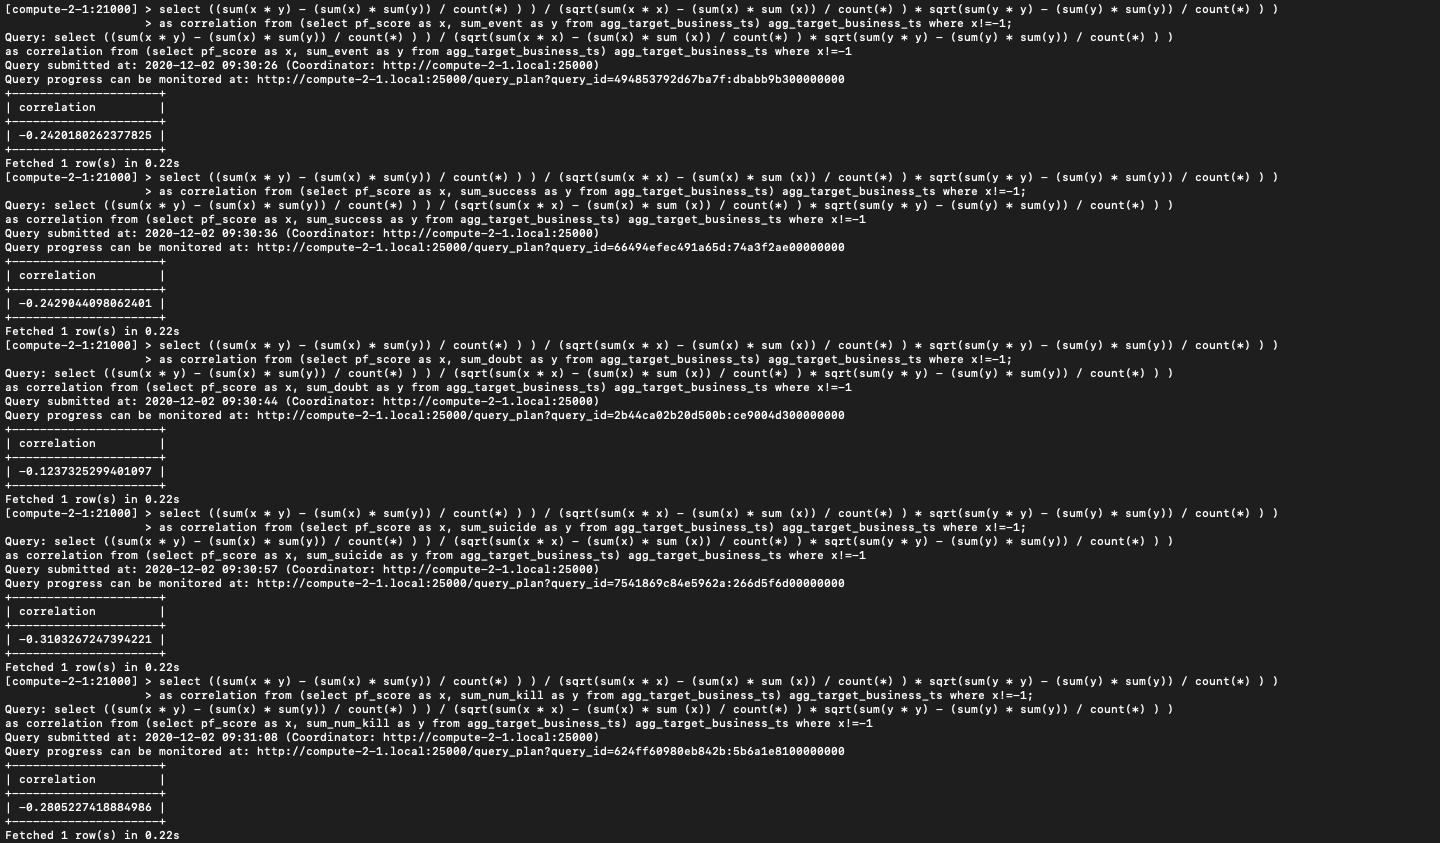 [compute-2-1:21000] > select ((sum(x * y) - (sum(x) * sum(y)) / count(*) ) ) / (sqrt(sum(x * x) - (sum(x) * sum (x)) / count(*) ) * sqrt(sum(y * y) - (sum(y) * sum(y)) / count(*) ) )
> as correlation from (select pf_score as x, sum_event as y from agg_target_business_ts) agg_target_business_ts where x!=-1;
Query: select ((sum(x * y) - (sum(x) * sum(y)) / count(*) ) ) / (sqrt(sum(x * x) - (sum(x) * sum (x)) / count(*) ) * sqrt(sum(y * y) - (sum(y) * sum(y)) / count(*) ) )
as correlation from (select pf_score as x, sum_event as y from agg_target_business_ts) agg_target_business_ts where x!=-1
Query submitted at: 2020-12-02 09:30:26 (Coordinator: http://compute-2-1.local:25000)
Query progress can be monitored at: http://compute-2-1.local:25000/query_plan?query_id=494853792d67ba7f:dbabb9b300000000
+---------------------+
| correlation         |
+---------------------+
| -0.2420180262377825 |
+---------------------+
Fetched 1 row(s) in 0.22s
[compute-2-1:21000] > select ((sum(x * y) - (sum(x) * sum(y)) / count(*) ) ) / (sqrt(sum(x * x) - (sum(x) * sum (x)) / count(*) ) * sqrt(sum(y * y) - (sum(y) * sum(y)) / count(*) ) )
> as correlation from (select pf_score as x, sum_success as y from agg_target_business_ts) agg_target_business_ts where x!=-1;
Query: select ((sum(x * y) - (sum(x) * sum(y)) / count(*) ) ) / (sqrt(sum(x * x) - (sum(x) * sum (x)) / count(*) ) * sqrt(sum(y * y) - (sum(y) * sum(y)) / count(*) ) )
as correlation from (select pf_score as x, sum_success as y from agg_target_business_ts) agg_target_business_ts where x!=-1
Query submitted at: 2020-12-02 09:30:36 (Coordinator: http://compute-2-1.local:25000)
Query progress can be monitored at: http://compute-2-1.local:25000/query_plan?query_id=66494efec491a65d:74a3f2ae00000000
+---------------------+
| correlation         |
+---------------------+
| -0.2429044098062401 |
+---------------------+
Fetched 1 row(s) in 0.22s
[compute-2-1:21000] > select ((sum(x * y) - (sum(x) * sum(y)) / count(*) ) ) / (sqrt(sum(x * x) - (sum(x) * sum (x)) / count(*) ) * sqrt(sum(y * y) - (sum(y) * sum(y)) / count(*) ) )
> as correlation from (select pf_score as x, sum_doubt as y from agg_target_business_ts) agg_target_business_ts where x!=-1;
Query: select ((sum(x * y) - (sum(x) * sum(y)) / count(*) ) ) / (sqrt(sum(x * x) - (sum(x) * sum (x)) / count(*) ) * sqrt(sum(y * y) - (sum(y) * sum(y)) / count(*) ) )
as correlation from (select pf_score as x, sum_doubt as y from agg_target_business_ts) agg_target_business_ts where x!=-1
Query submitted at: 2020-12-02 09:30:44 (Coordinator: http://compute-2-1.local:25000)
Query progress can be monitored at: http://compute-2-1.local:25000/query_plan?query_id=2b44ca02b20d500b:ce9004d300000000
+---------------------+
| correlation         |
+---------------------+
| -0.1237325299401097 |
+---------------------+
Fetched 1 row(s) in 0.22s
[compute-2-1:21000] > select ((sum(x * y) - (sum(x) * sum(y)) / count(*) ) ) / (sqrt(sum(x * x) - (sum(x) * sum (x)) / count(*) ) * sqrt(sum(y * y) - (sum(y) * sum(y)) / count(*) ) )
> as correlation from (select pf_score as x, sum_suicide as y from agg_target_business_ts) agg_target_business_ts where x!=-1;
Query: select ((sum(x * y) - (sum(x) * sum(y)) / count(*) ) ) / (sqrt(sum(x * x) - (sum(x) * sum (x)) / count(*) ) * sqrt(sum(y * y) - (sum(y) * sum(y)) / count(*) ) )
as correlation from (select pf_score as x, sum_suicide as y from agg_target_business_ts) agg_target_business_ts where x!=-1
Query submitted at: 2020-12-02 09:30:57 (Coordinator: http://compute-2-1.local:25000)
Query progress can be monitored at: http://compute-2-1.local:25000/query_plan?query_id=7541869c84e5962a:266d5f6d00000000
+---------------------+
| correlation         |
+---------------------+
| -0.3103267247394221 |
+---------------------+
Fetched 1 row(s) in 0.22s
[compute-2-1:21000] > select ((sum(x * y) - (sum(x) * sum(y)) / count(*) ) ) / (sqrt(sum(x * x) - (sum(x) * sum (x)) / count(*) ) * sqrt(sum(y * y) - (sum(y) * sum(y)) / count(*) ) )
> as correlation from (select pf_score as x, sum_num_kill as y from agg_target_business_ts) agg_target_business_ts where x!=-1;
Query: select ((sum(x * y) - (sum(x) * sum(y)) / count(*) ) ) / (sqrt(sum(x * x) - (sum(x) * sum (x)) / count(*) ) * sqrt(sum(y * y) - (sum(y) * sum(y)) / count(*) ) )
as correlation from (select pf_score as x, sum_num_kill as y from agg_target_business_ts) agg_target_business_ts where x!=-1
Query submitted at: 2020-12-02 09:31:08 (Coordinator: http://compute-2-1.local:25000)
Query progress can be monitored at: http://compute-2-1.local:25000/query_plan?query_id=624ff60980eb842b:5b6a1e8100000000
+---------------------+
| correlation         |
+---------------------+
| -0.2805227418884986 |
+---------------------+
Fetched 1 row(s) in 0.22s